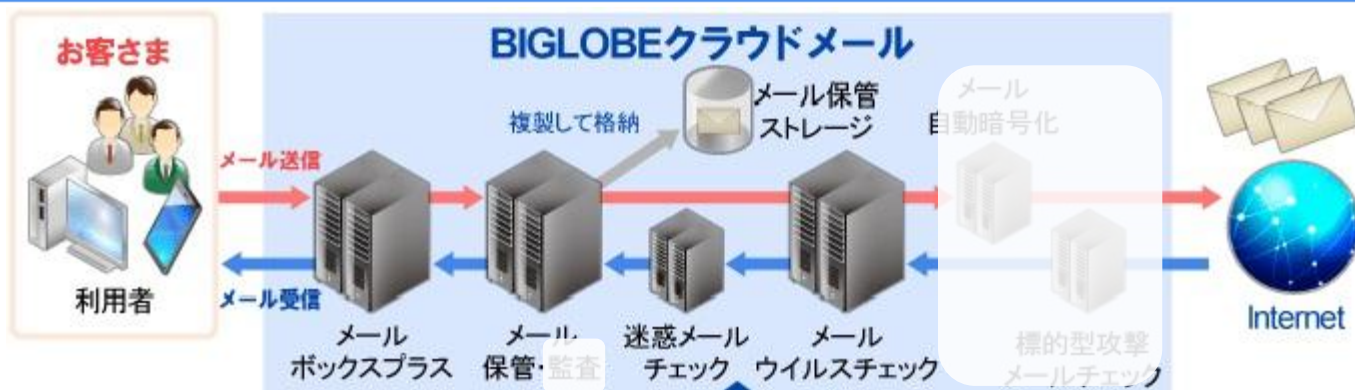 BIGLOBEクラウドメール
お客さま
メール保管
ストレージ
メール
自動暗号化
複製して格納
メール送信
メール受信
利用者
Internet
メール
ボックスプラス
メール
保管・監査
迷惑メール
チェック
メール
ウイルスチェック
標的型攻撃
メールチェック